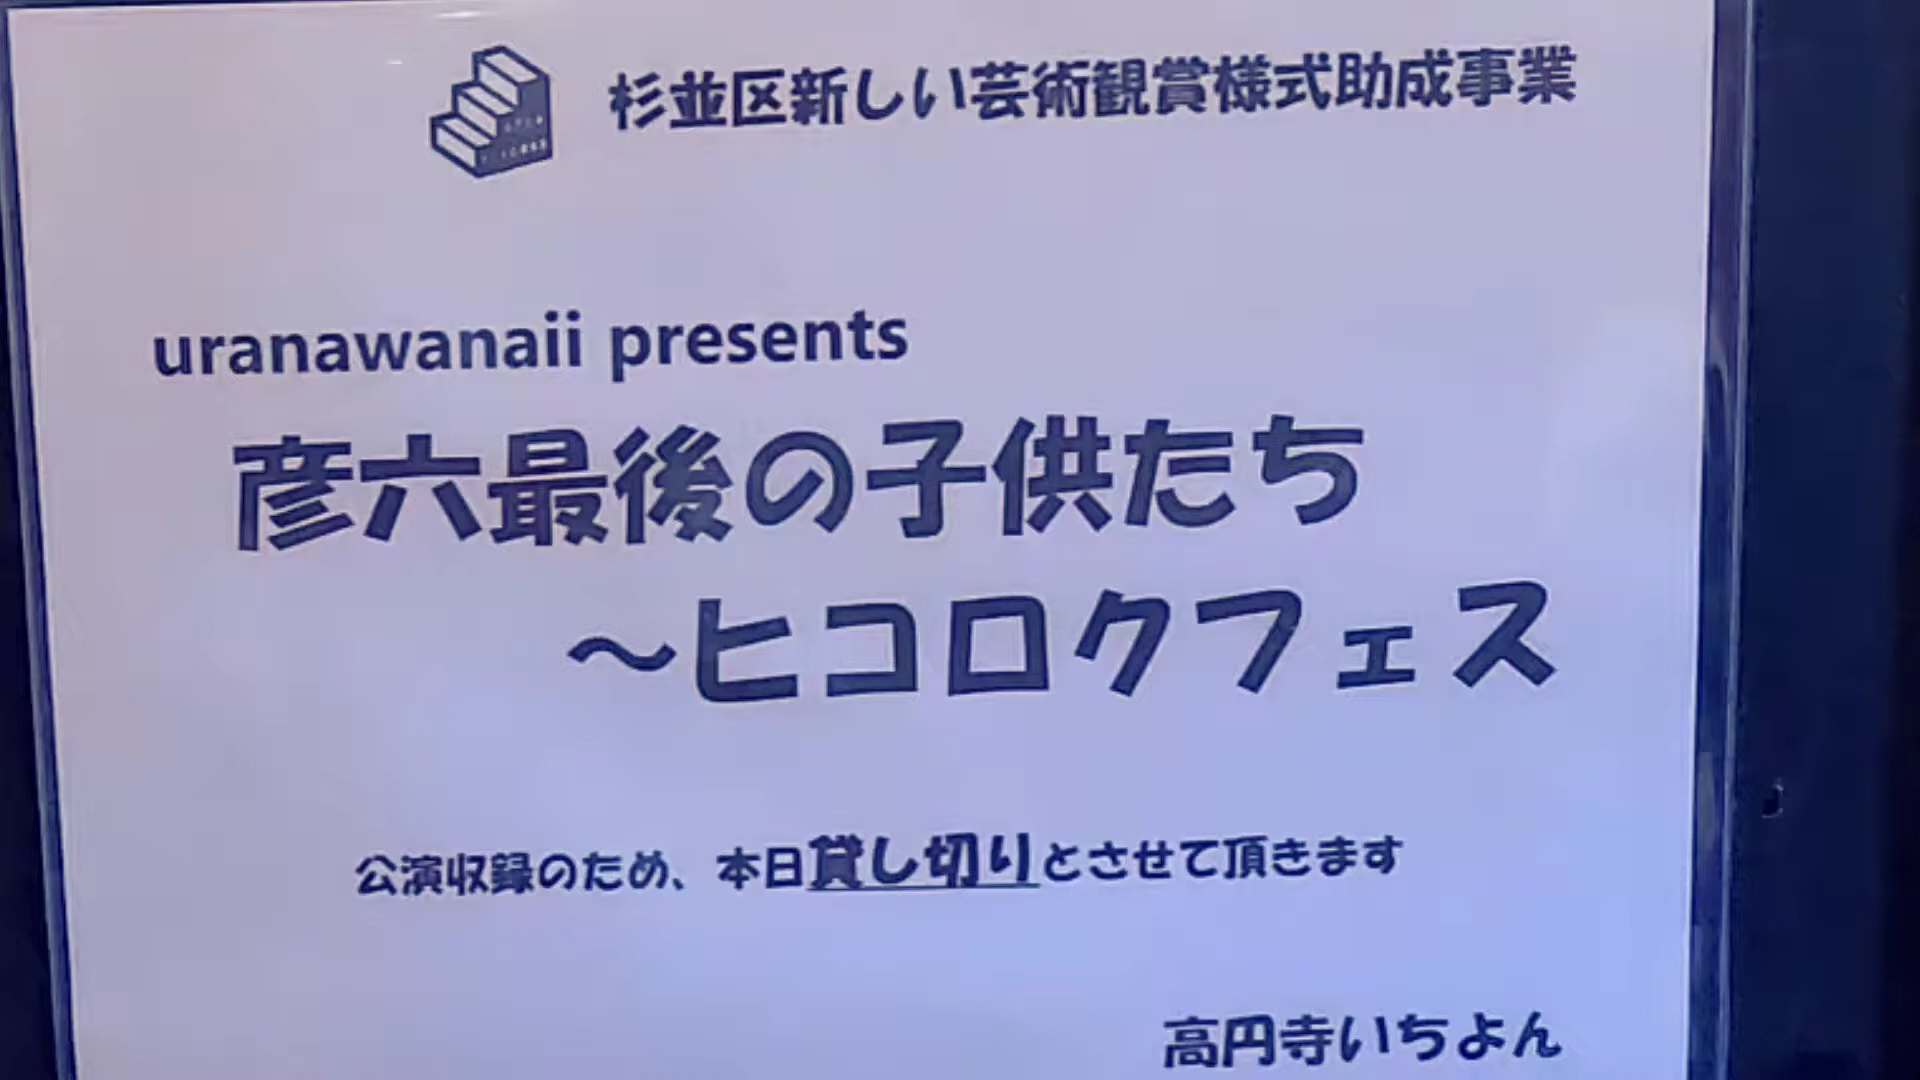 杉並区新しい芸術観賞様式助成事業
uranawanaii presents
彦六最後の子供たち
～ヒコロクフェス
公演収録のため、本日貸し切りとさせて頂きます
高円寺いちよん